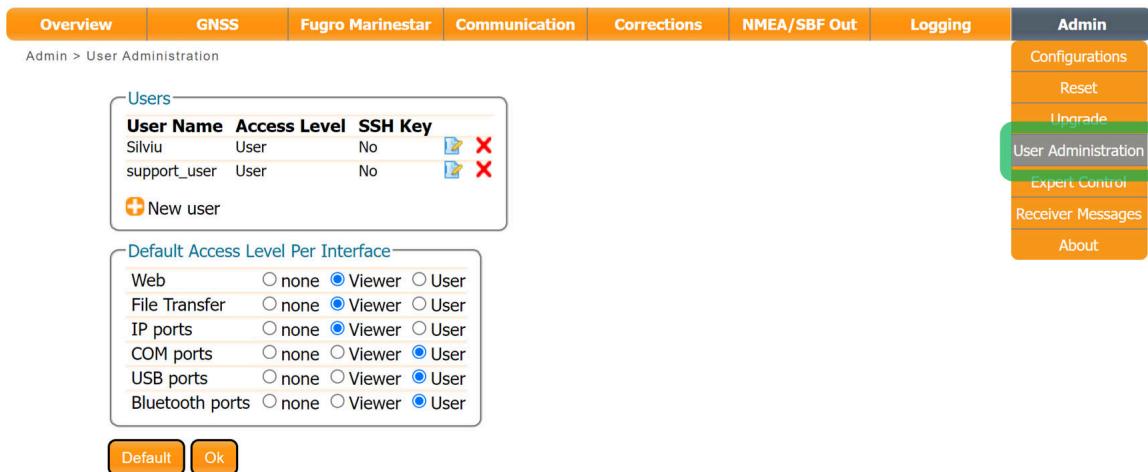 Overview GNSS Fugro Marinestar Communication Corrections NMEA/SBF Out Logging Admin
Admin > User Administration
Configurations
Reset
Upgrade
User Administration
Expert Control
Receiver Messages
About
Users
User Name Access Level SSH Key
Silviu User No
support_user User No
New user
Default Access Level Per Interface
Web none Viewer User
File Transfer none Viewer User
IP ports none Viewer User
COM ports none Viewer User
USB ports none Viewer User
Bluetooth ports none Viewer User
Default Ok